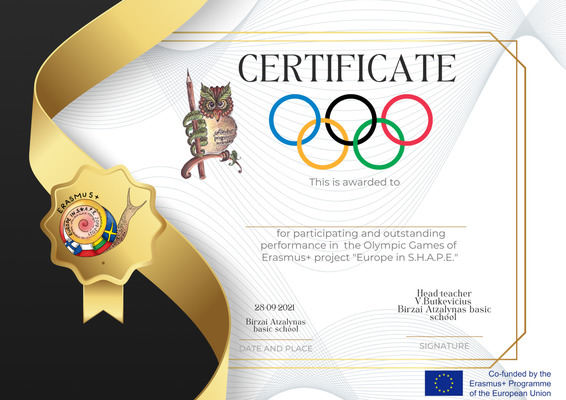 CERTIFICATE
This is awarded to
ERASMUS+
EUROPE IN S.H.A.P.E.
for participating and outstanding
performance in the Olympic Games of
Erasmus+ project "Europe in S.H.A.P.E."
28 09 2021
Birzai Atzalynas
basic school
DATE AND PLACE
Head teacher
V.Butkevicius
Birzai Atzalynas basic
school
SIGNATURE
Co-funded by the
Erasmus+ Programme
of the European Union